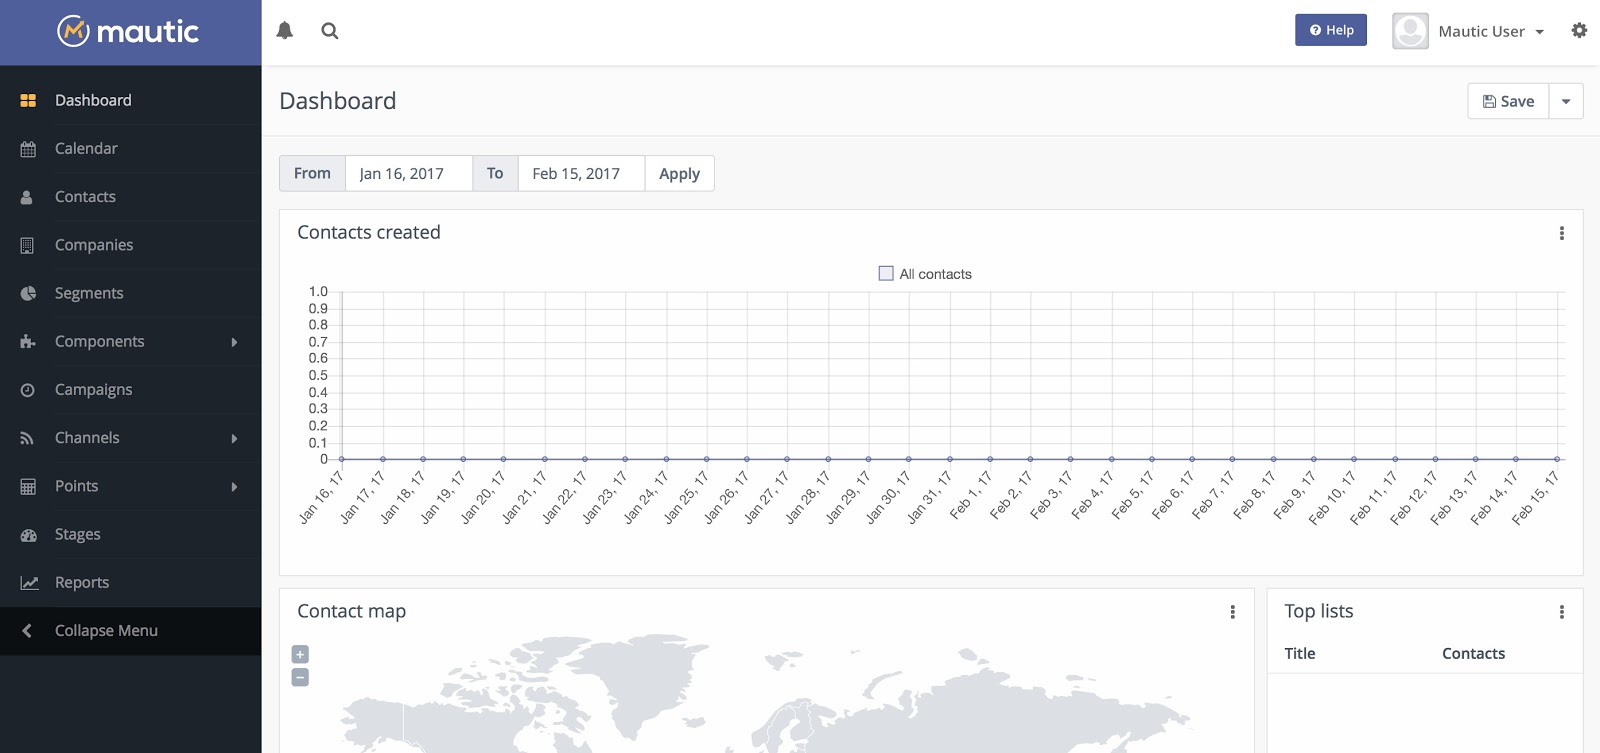 mautic
Help
Mautic User
Dashboard
Calendar
Contacts
Companies
Segments
Components
Campaigns
Channels
Points
Stages
Reports
Collapse Menu
Dashboard
Save
From Jan 16, 2017 To Feb 15, 2017 Apply
Contacts created
All contacts
1.0
0.9
0.8
0.7
0.6
0.5
0.4
0.3
0.2
0.1
0
Jan 16, 17
Jan 17, 17
Jan 18, 17
Jan 19, 17
Jan 20, 17
Jan 21, 17
Jan 22, 17
Jan 23, 17
Jan 24, 17
Jan 25, 17
Jan 26, 17
Jan 27, 17
Jan 28, 17
Jan 29, 17
Jan 30, 17
Jan 31, 17
Feb 1, 17
Feb 2, 17
Feb 3, 17
Feb 4, 17
Feb 5, 17
Feb 6, 17
Feb 7, 17
Feb 8, 17
Feb 9, 17
Feb 10, 17
Feb 11, 17
Feb 12, 17
Feb 13, 17
Feb 14, 17
Feb 15, 17
Contact map
+
−
Top lists
Title Contacts